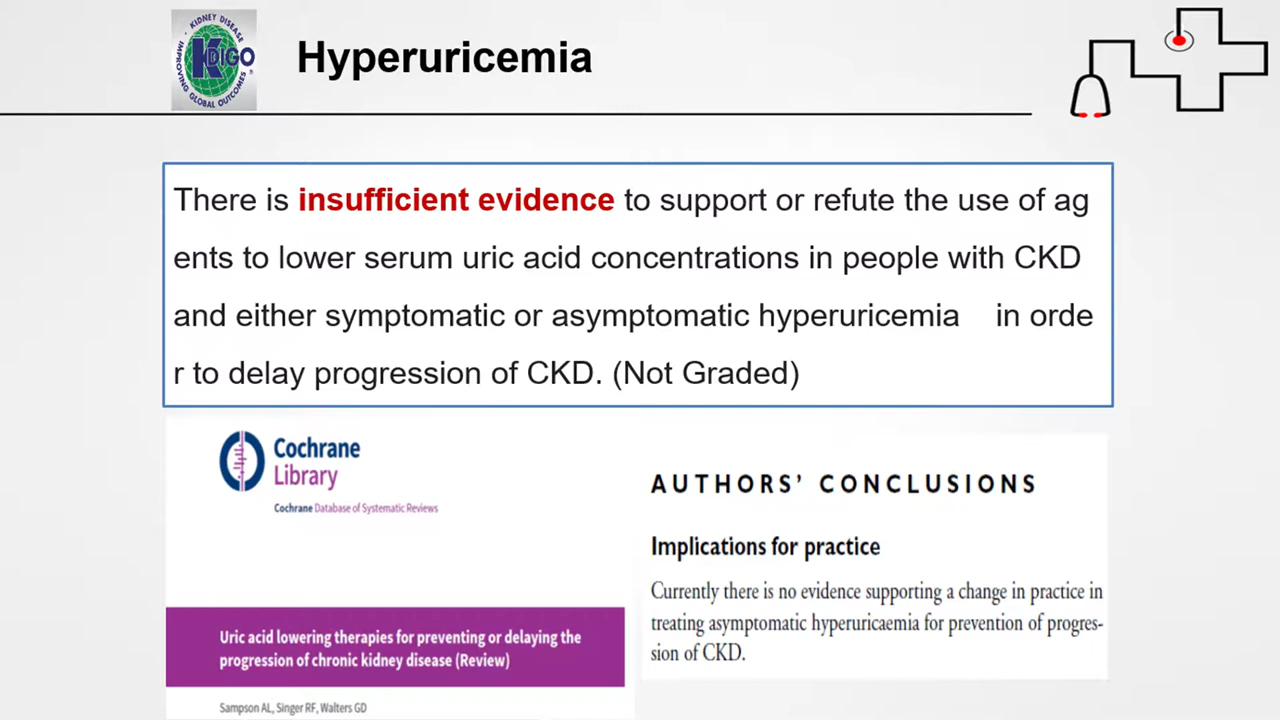 KIDNEY DISEASE
KDIGO
IMPROVING GLOBAL OUTCOMES
Hyperuricemia
There is insufficient evidence to support or refute the use of ag
ents to lower serum uric acid concentrations in people with CKD
and either symptomatic or asymptomatic hyperuricemia in orde
r to delay progression of CKD. (Not Graded)
Cochrane
Library
Cochrane Database of Systematic Reviews
Uric acid lowering therapies for preventing or delaying the
progression of chronic kidney disease (Review)
Sampson AL, Singer RF, Walters GD
AUTHORS’ CONCLUSIONS
Implications for practice
Currently there is no evidence supporting a change in practice in
treating asymptomatic hyperuricaemia for prevention of progres-
sion of CKD.